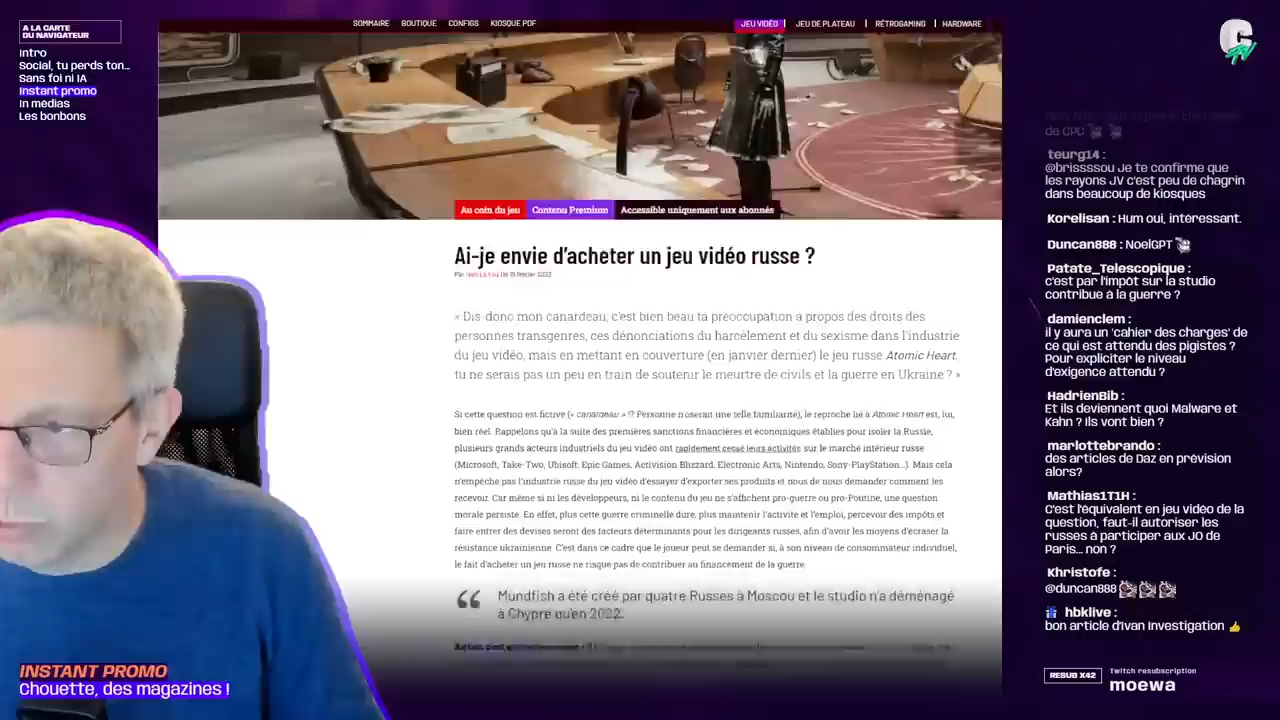 A LA CARTE
DU NAVIGATEUR
Intro
Social, tu perds ton...
Sans foi ni IA
Instant promo
In medias
Les bonbons
SOMMAIRE BOUTIQUE CONFIGS KIOSQUE PDF
JEU VIDÉO JEU DE PLATEAU RÉTROGAMING HARDWARE
Au coin du jeu Contenu Premium Accessible uniquement aux abonnés
Ai-je envie d'acheter un jeu vidéo russe ?
Par
février 2023
« Dis-donc mon canardeau, c'est bien beau ta préoccupation à propos des droits des
personnes transgenres, ces dénonciations du harcèlement et du sexisme dans l'industrie
du jeu vidéo, mais en mettant en couverture (en janvier dernier) le jeu russe Atomic Heart,
tu ne serais pas un peu en train de soutenir le meurtre de civils et la guerre en Ukraine ? »
Si cette question est fictive (« canardeau » !? Personne n'oserait une telle familiarité), le reproche lié à Atomic Heart est, lui,
bien réel. Rappelons qu'à la suite des premières sanctions financières et économiques établies pour isoler la Russie,
plusieurs grands acteurs industriels du jeu vidéo ont rapidement cessé leurs activités sur le marché intérieur russe
(Microsoft, Take-Two, Ubisoft, Epic Games, Activision Blizzard, Electronic Arts, Nintendo, Sony-PlayStation...). Mais cela
n'empêche pas l'industrie russe du jeu vidéo d'essayer d'exporter ses produits et nous de nous demander comment les
recevoir. Car même si ni les développeurs, ni le contenu du jeu ne s'affichent pro-guerre ou pro-Poutine, une question
morale persiste. En effet, plus cette guerre criminelle dure, plus maintenir l'activité et l'emploi, percevoir des impôts et
faire entrer des devises seront des facteurs déterminants pour les dirigeants russes, afin d'avoir les moyens d'écraser la
résistance ukrainienne. C'est dans ce cadre que le joueur peut se demander si, à son niveau de consommateur individuel,
le fait d'acheter un jeu russe ne risque pas de contribuer au financement de la guerre.
Mundfish a été créé par quatre Russes à Moscou et le studio n'a déménagé
à Chypre qu'en 2022.
INSTANT PROMO
Chouette, des magazines !
C TV
de CPC
teurg14 :
@brissssou Je te confirme que
les rayons JV c'est peu de chagrin
dans beaucoup de kiosques
Korelisan : Hum oui, intéressant.
Duncan888 : NoelGPT
Patate_Telescopique :
c'est par l'impôt sur la studio
contribue à la guerre ?
damienclem :
il y aura un 'cahier des charges' de
ce qui est attendu des pigistes ?
Pour expliciter le niveau
d'exigence attendu ?
HadrienBib :
Et ils deviennent quoi Malware et
Kahn ? Ils vont bien ?
marlottebrando :
des articles de Daz en prévision
alors?
Mathias1T1H :
C'est l'équivalent en jeu vidéo de la
question, faut-il autoriser les
russes à participer aux JO de
Paris... non ?
Khristofe :
@duncan888
hbklive :
bon article d'Ivan Investigation
RESUB X42
Twitch resubscription
moewa